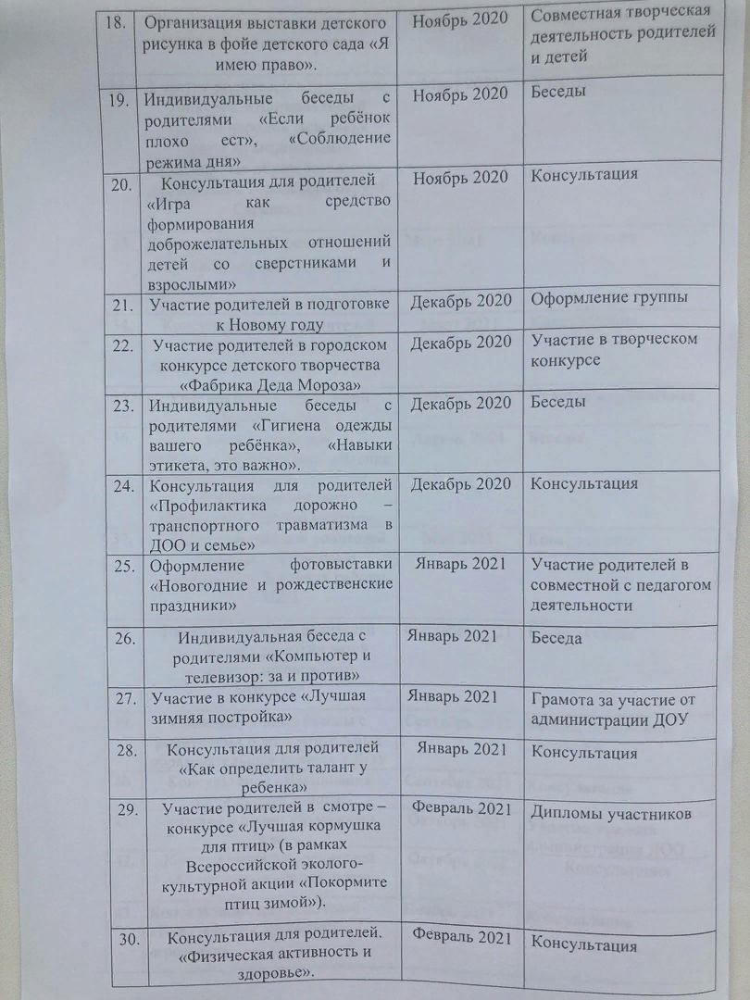 18. Организация выставки детского Ноябрь 2020 Совместная творческая
рисунка в фойе детского сада «Я деятельность родителей
имею право». и детей
19. Индивидуальные беседы с Ноябрь 2020 Беседы
родителями «Если ребёнок
плохо ест», «Соблюдение
режима дня»
20. Консультация для родителей Ноябрь 2020 Консультация
«Игра как средство
формирования
доброжелательных отношений
детей со сверстниками и
взрослыми»
21. Участие родителей в подготовке Декабрь 2020 Оформление группы
к Новому году
22. Участие родителей в городском Декабрь 2020 Участие в творческом
конкурсе детского творчества конкурсе
«Фабрика Деда Мороза»
23. Индивидуальные беседы с Декабрь 2020 Беседы
родителями «Гигиена одежды
вашего ребёнка», «Навыки
этикета, это важно».
24. Консультация для родителей Декабрь 2020 Консультация
«Профилактика дорожно –
транспортного травматизма в
ДОО и семье»
25. Оформление фотовыставки Январь 2021 Участие родителей в
«Новогодние и рождественские совместной с педагогом
праздники» деятельности
26. Индивидуальная беседа с Январь 2021 Беседа
родителями «Компьютер и
телевизор: за и против»
27. Участие в конкурсе «Лучшая Январь 2021 Грамота за участие от
зимняя постройка» администрации ДОУ
28. Консультация для родителей Январь 2021 Консультация
«Как определить талант у
ребенка»
29. Участие родителей в смотре – Февраль 2021 Дипломы участников
конкурсе «Лучшая кормушка
для птиц» (в рамках
Всероссийской эколого-
культурной акции «Покормите
птиц зимой»).
30. Консультация для родителей. Февраль 2021 Консультация
«Физическая активность и
здоровье».